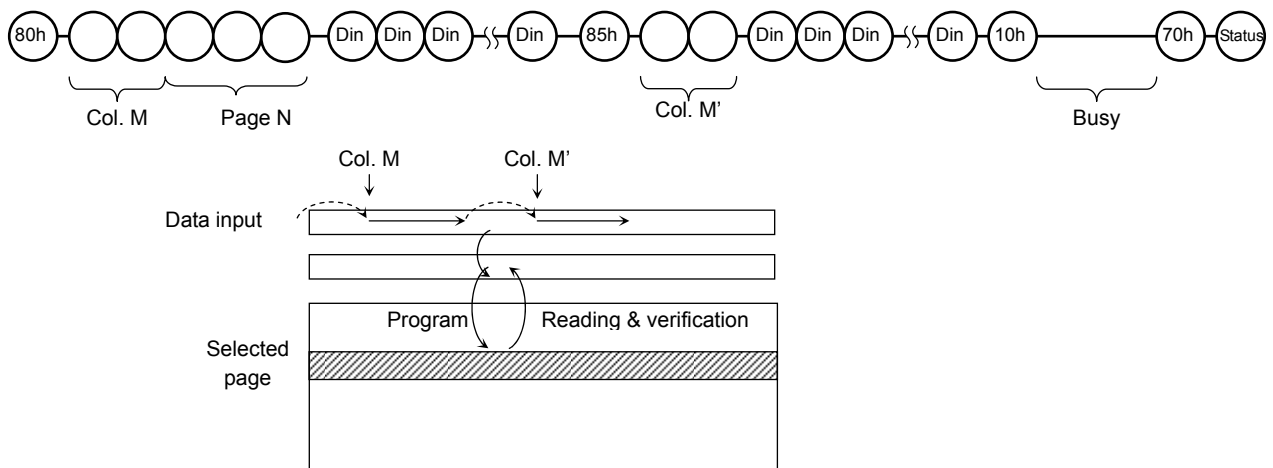 80h Din Din Din Din 85h Din Din Din Din 10h 70h Status
Col. M Page N Col. M’ Busy
Col. M Col. M’
Data input
Program Reading & verification
Selected
page